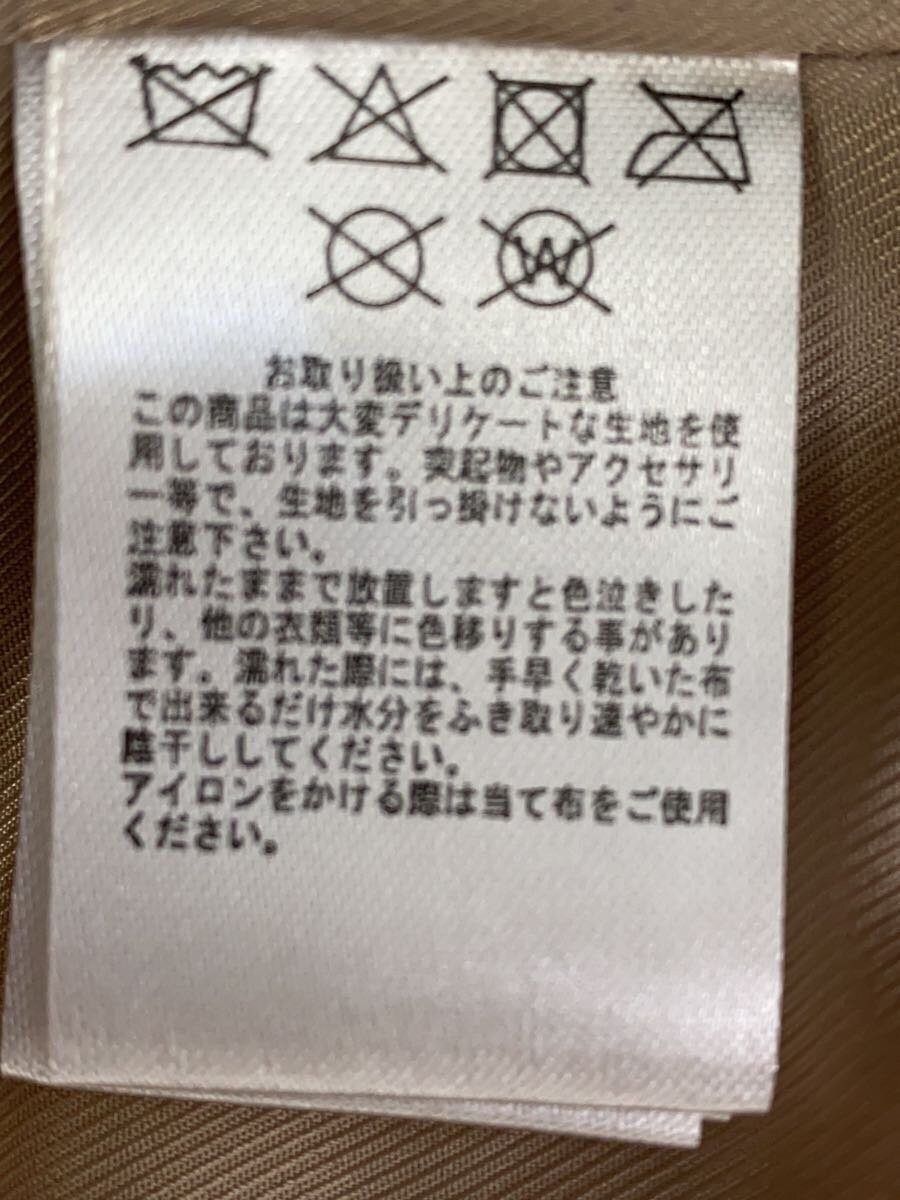 W
お取り扱い上のご注意
この商品は大変デリケートな生地を使
用しております。突起物やアクセサリ
ー等で、生地を引っ掛けないようにご
注意下さい。
濡れたままで放置しますと色泣きした
り、他の衣類等に色移りする事があり
ます。濡れた際には、手早く乾いた布
で出来るだけ水分をふき取り速やかに
陰干ししてください。
アイロンをかける際は当て布をご使用
ください。